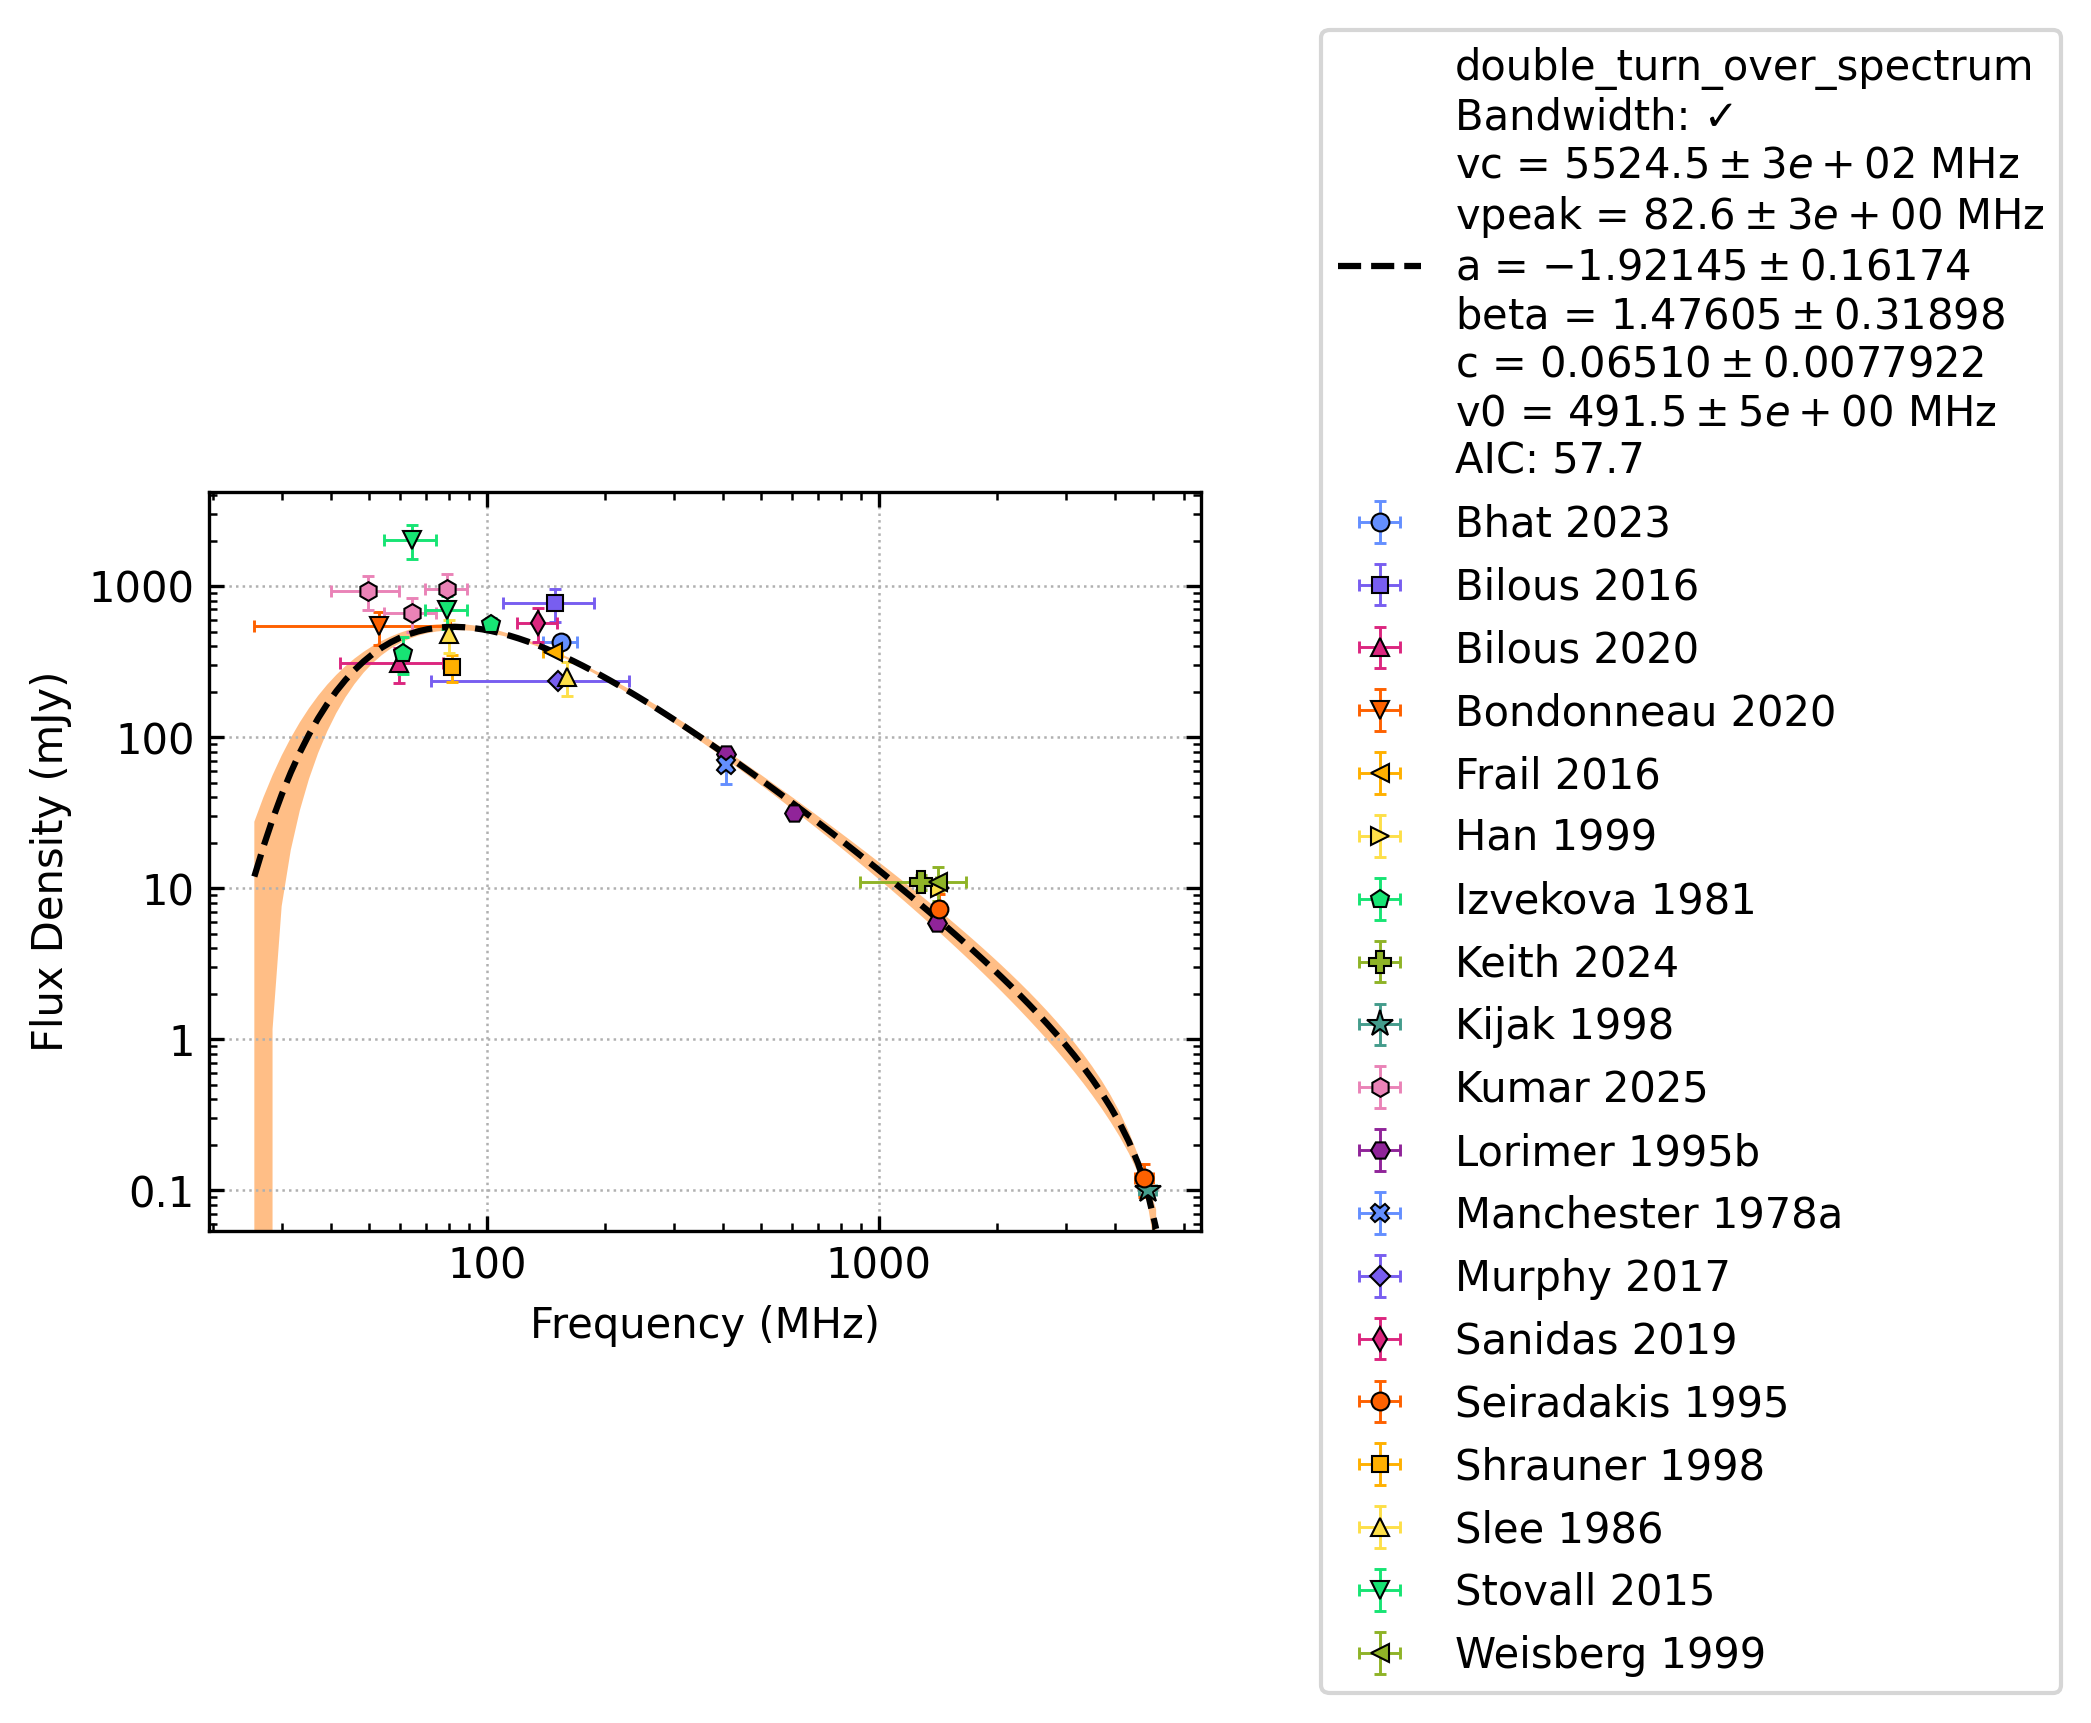 double_turn_over_spectrum
Bandwidth: ✓
vc = 5524.5 ± 3e + 02 MHz
vpeak = 82.6 ± 3e + 00 MHz
a = −1.92145 ± 0.16174
beta = 1.47605 ± 0.31898
c = 0.06510 ± 0.0077922
v0 = 491.5 ± 5e + 00 MHz
AIC: 57.7
Bhat 2023
Bilous 2016
Bilous 2020
Bondonneau 2020
Frail 2016
Han 1999
Izvekova 1981
Keith 2024
Kijak 1998
Kumar 2025
Lorimer 1995b
Manchester 1978a
Murphy 2017
Sanidas 2019
Seiradakis 1995
Shrauner 1998
Slee 1986
Stovall 2015
Weisberg 1999
Flux Density (mJy)
1000
100
10
1
0.1
100
1000
Frequency (MHz)